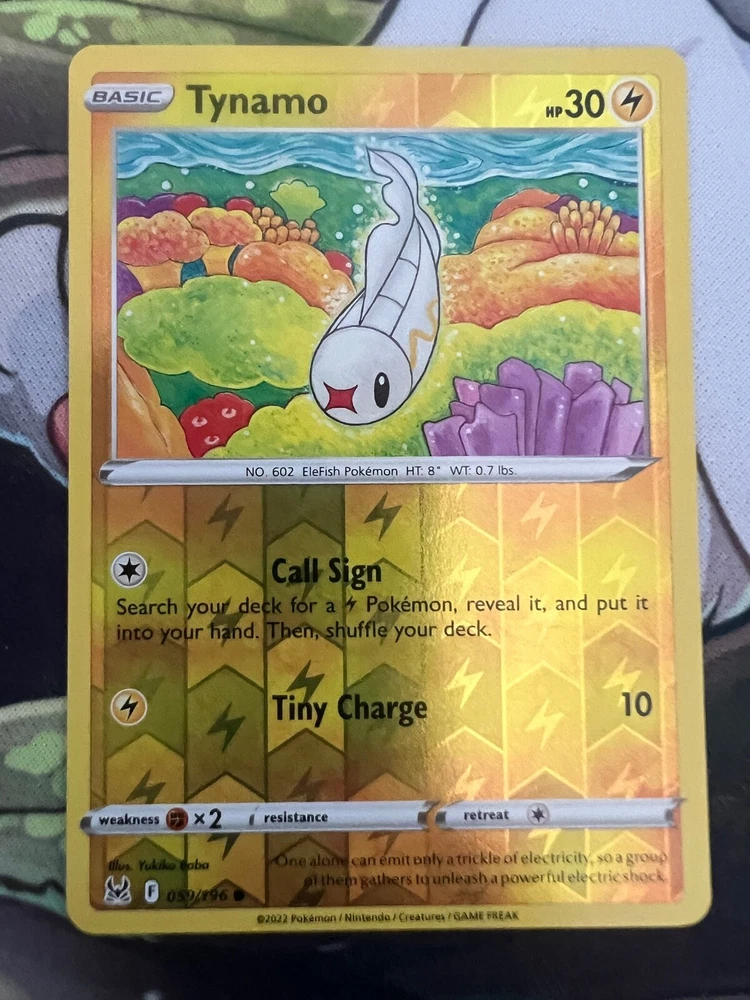 BASIC Tynamo HP30
NO. 602 EleFish Pokémon HT: 8" WT: 0.7 lbs.
Call Sign
Search your deck for a Pokémon, reveal it, and put it
into your hand. Then, shuffle your deck.
Tiny Charge 10
weakness ×2 resistance retreat
Illus. Yukiko Baba
One alone can emit only a trickle of electricity, so a group
of them gathers to unleash a powerful electric shock.
F 059/196
©2022 Pokémon / Nintendo / Creatures / GAME FREAK